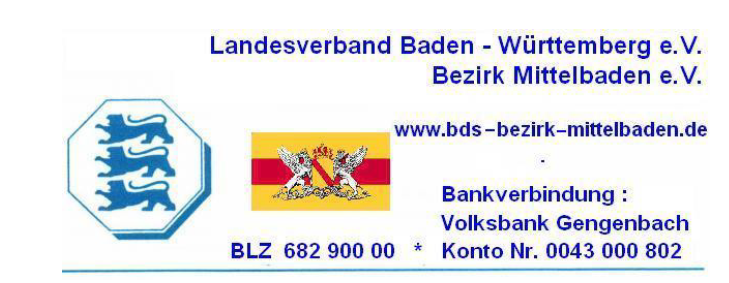 Landesverband Baden - Württemberg e.V.
Bezirk Mittelbaden e.V.
www.bds-bezirk-mittelbaden.de
Bankverbindung :
Volksbank Gengenbach
BLZ 682 900 00 * Konto Nr. 0043 000 802